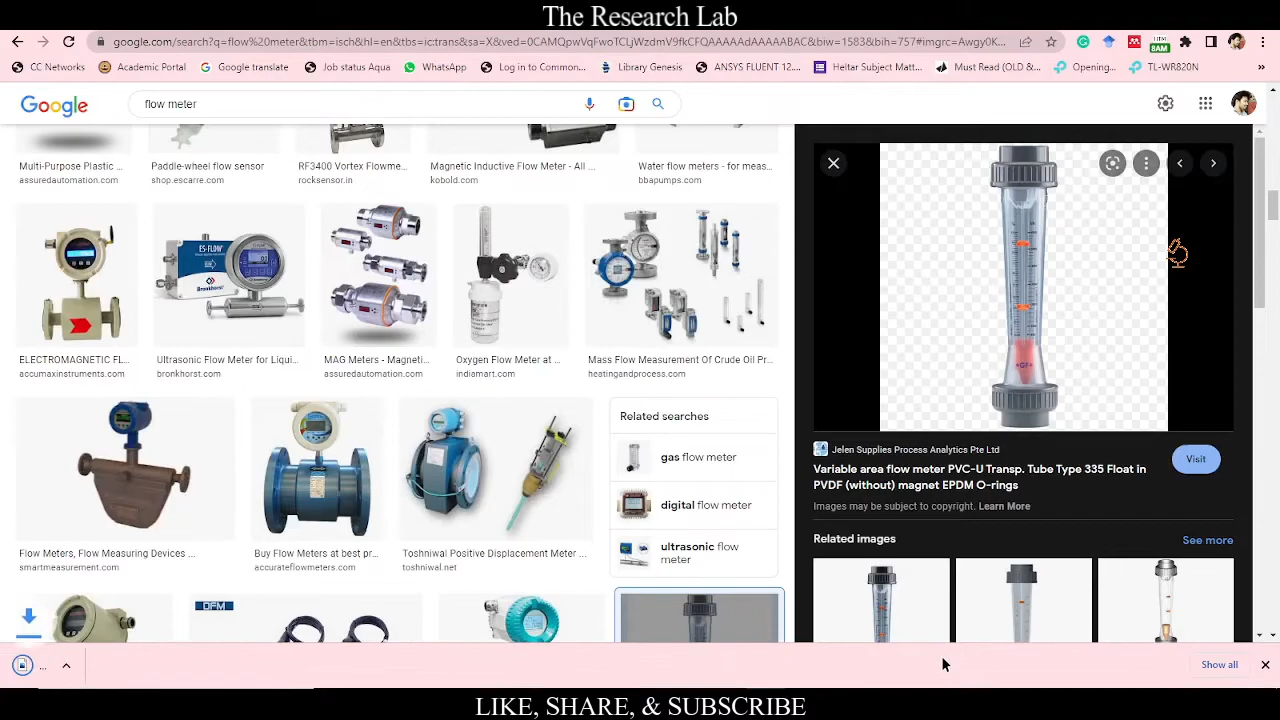 The Research Lab
google.com/search?q=flow%20meter&tbm=isch&hl=en&tbs=ictrans&sa=X&ved=0CAMQpwVqFwoTCLjWzdmV9fkCFQAAAAAdAAAAABAC&biw=1583&bih=757#imgrc=Awgy0K...
8AM
CC Networks
Academic Portal
Google translate
Job status Aqua
WhatsApp
Log in to Common...
Library Genesis
ANSYS FLUENT 12....
Heltar Subject Matt...
Must Read (OLD &...
Opening...
TL-WR820N
»
Google
flow meter
Multi-Purpose Plastic ...
assuredautomation.com
Paddle-wheel flow sensor
shop.escarre.com
RF3400 Vortex Flowme...
rocksensor.in
Magnetic Inductive Flow Meter - All ...
kobold.com
Water flow meters - for meas...
bbapumps.com
ES-FLOW
Bronkhorst
ELECTROMAGNETIC FL...
accumaxinstruments.com
Ultrasonic Flow Meter for Liqui...
bronkhorst.com
MAG Meters - Magneti...
assuredautomation.com
Oxygen Flow Meter at ...
indiamart.com
Mass Flow Measurement Of Crude Oil Pr...
heatingandprocess.com
Flow Meters, Flow Measuring Devices ...
smartmeasurement.com
Buy Flow Meters at best pr...
accurateflowmeters.com
Toshniwal Positive Displacement Meter ...
toshniwal.net
Related searches
gas flow meter
digital flow meter
ultrasonic flow
meter
DFM
+GF+
Jelen Supplies Process Analytics Pte Ltd
Variable area flow meter PVC-U Transp. Tube Type 335 Float in
PVDF (without) magnet EPDM O-rings
Visit
Images may be subject to copyright. Learn More
Related images
See more
...
Show all
LIKE, SHARE, & SUBSCRIBE